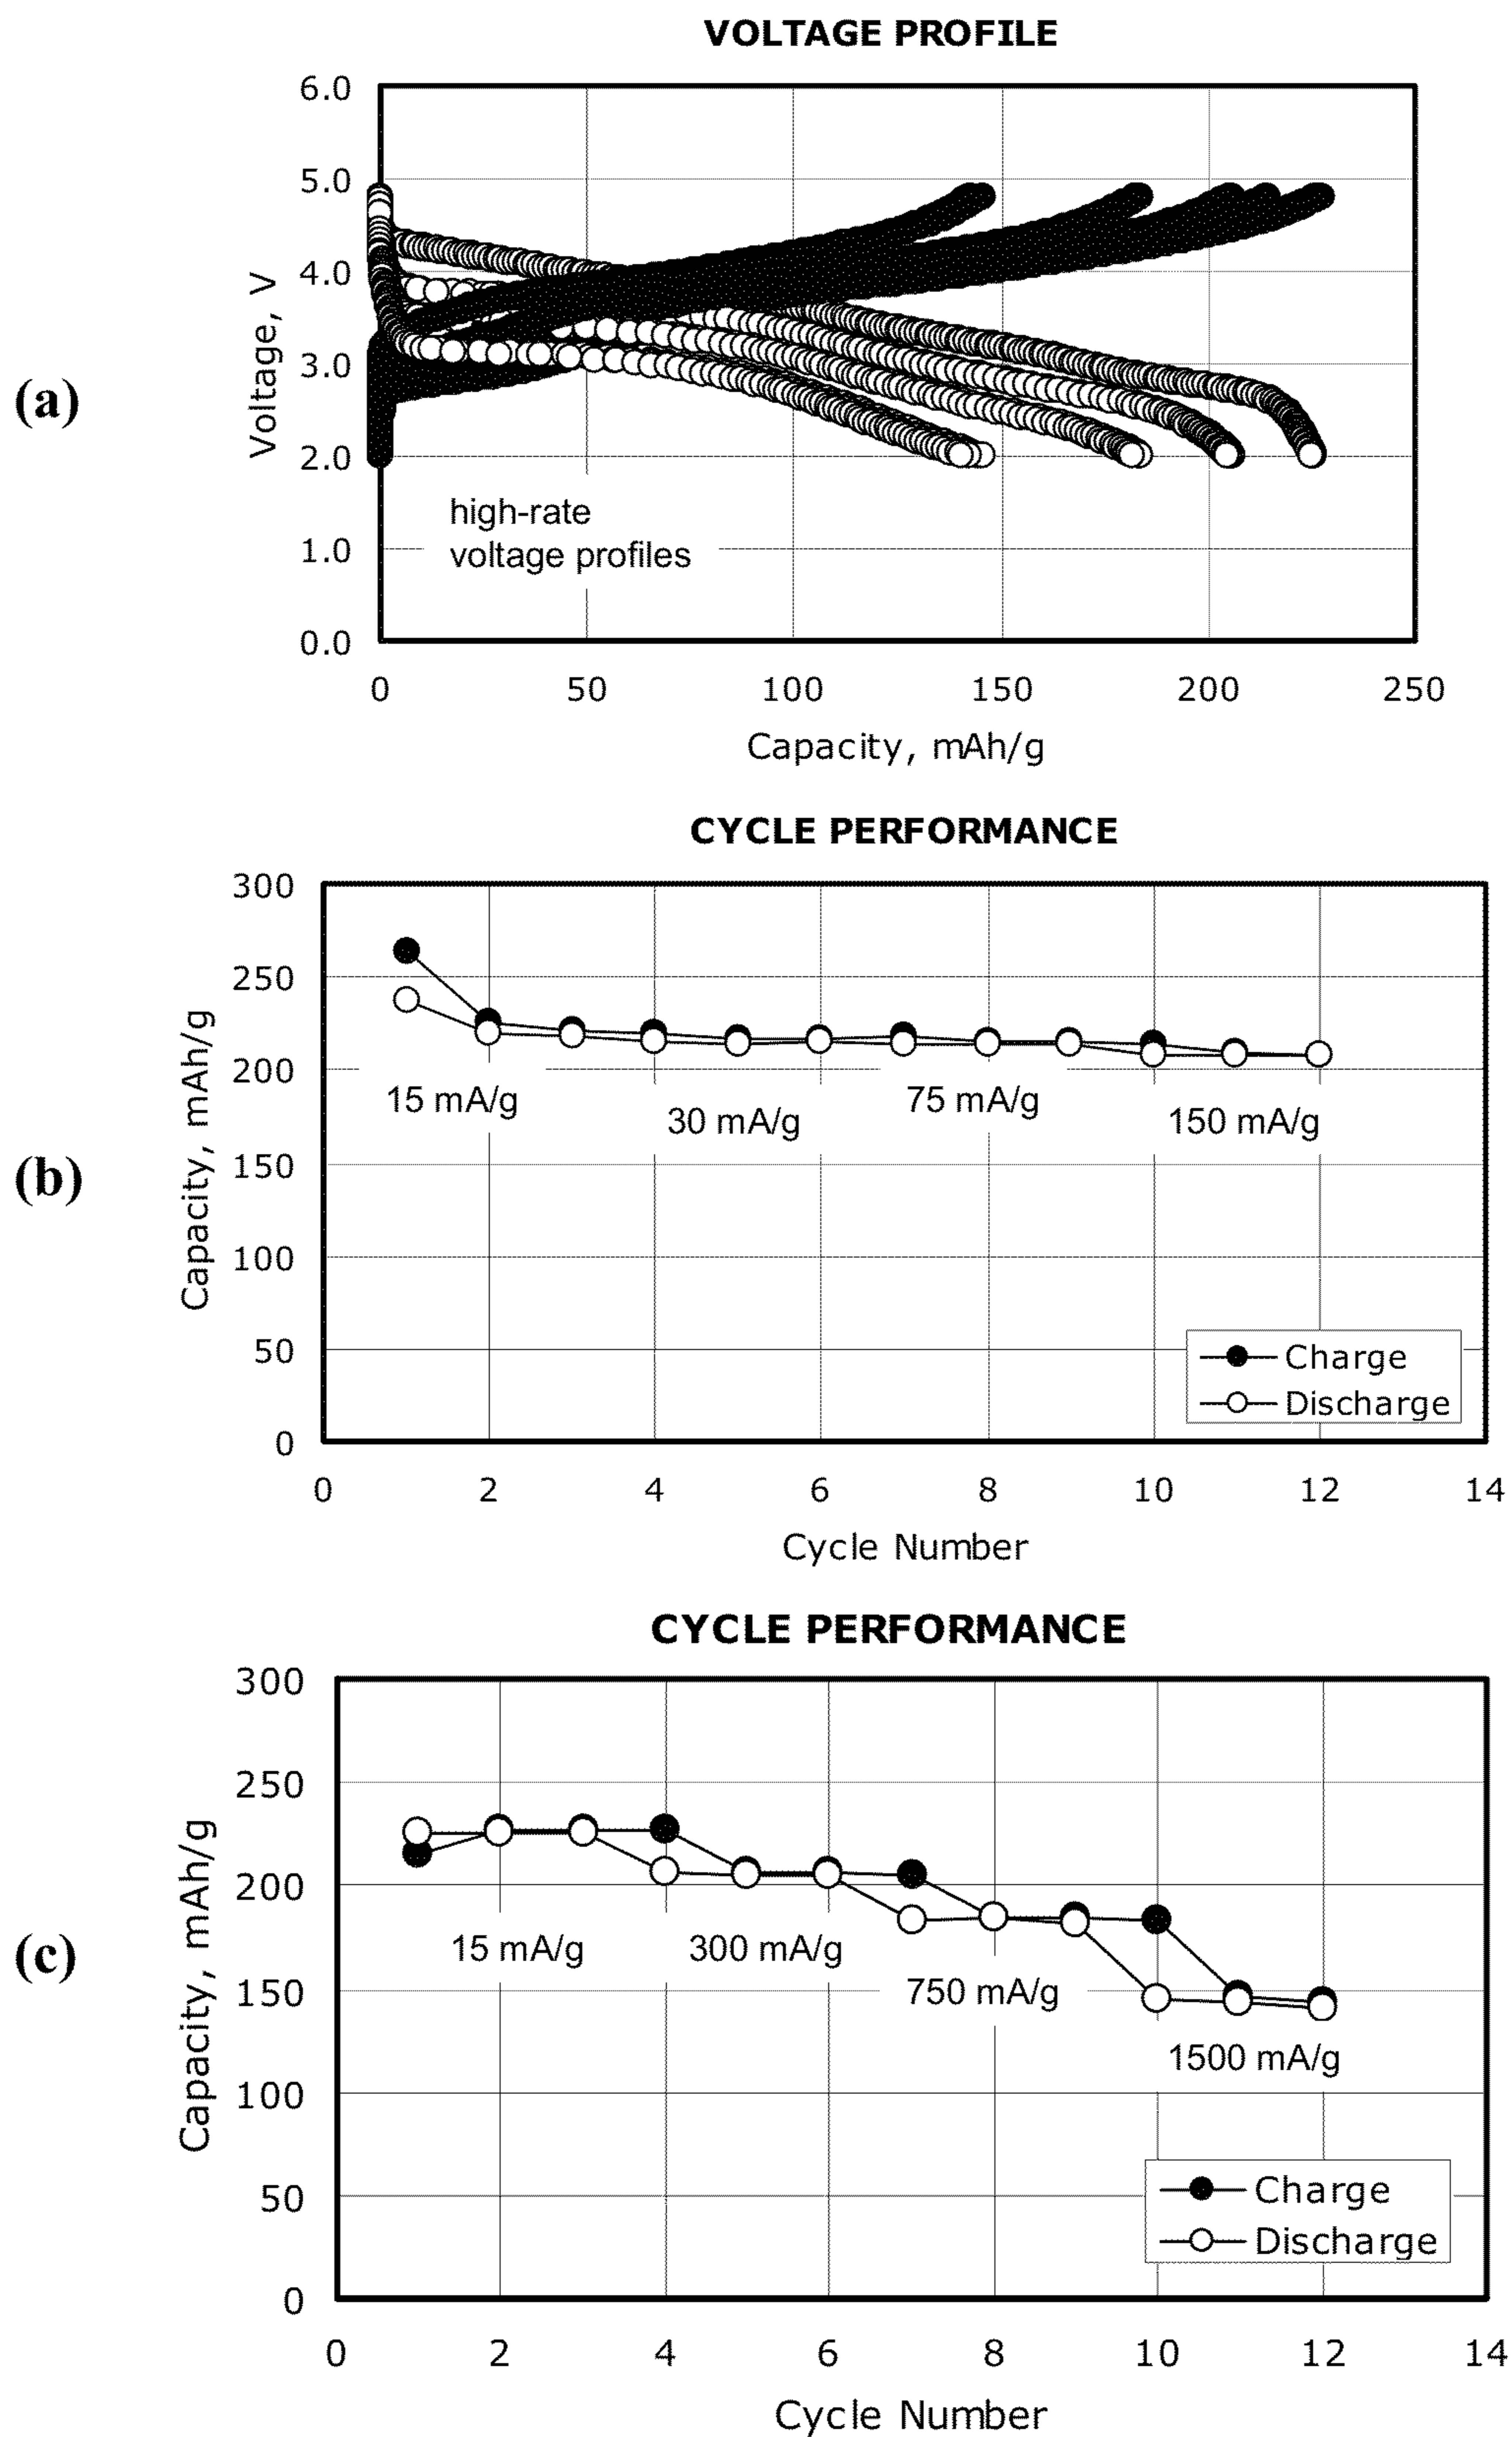 VOLTAGE PROFILE
6.0
5.0
4.0
3.0
2.0
1.0
0.0
Voltage, V
(a)
high-rate
voltage profiles
0 50 100 150 200 250
Capacity, mAh/g
CYCLE PERFORMANCE
300
250
200
150
100
50
0
Capacity, mAh/g
(b)
15 mA/g
30 mA/g
75 mA/g
150 mA/g
Charge
Discharge
0 2 4 6 8 10 12 14
Cycle Number
CYCLE PERFORMANCE
300
250
200
150
100
50
0
Capacity, mAh/g
(c)
15 mA/g
300 mA/g
750 mA/g
1500 mA/g
Charge
Discharge
0 2 4 6 8 10 12 14
Cycle Number